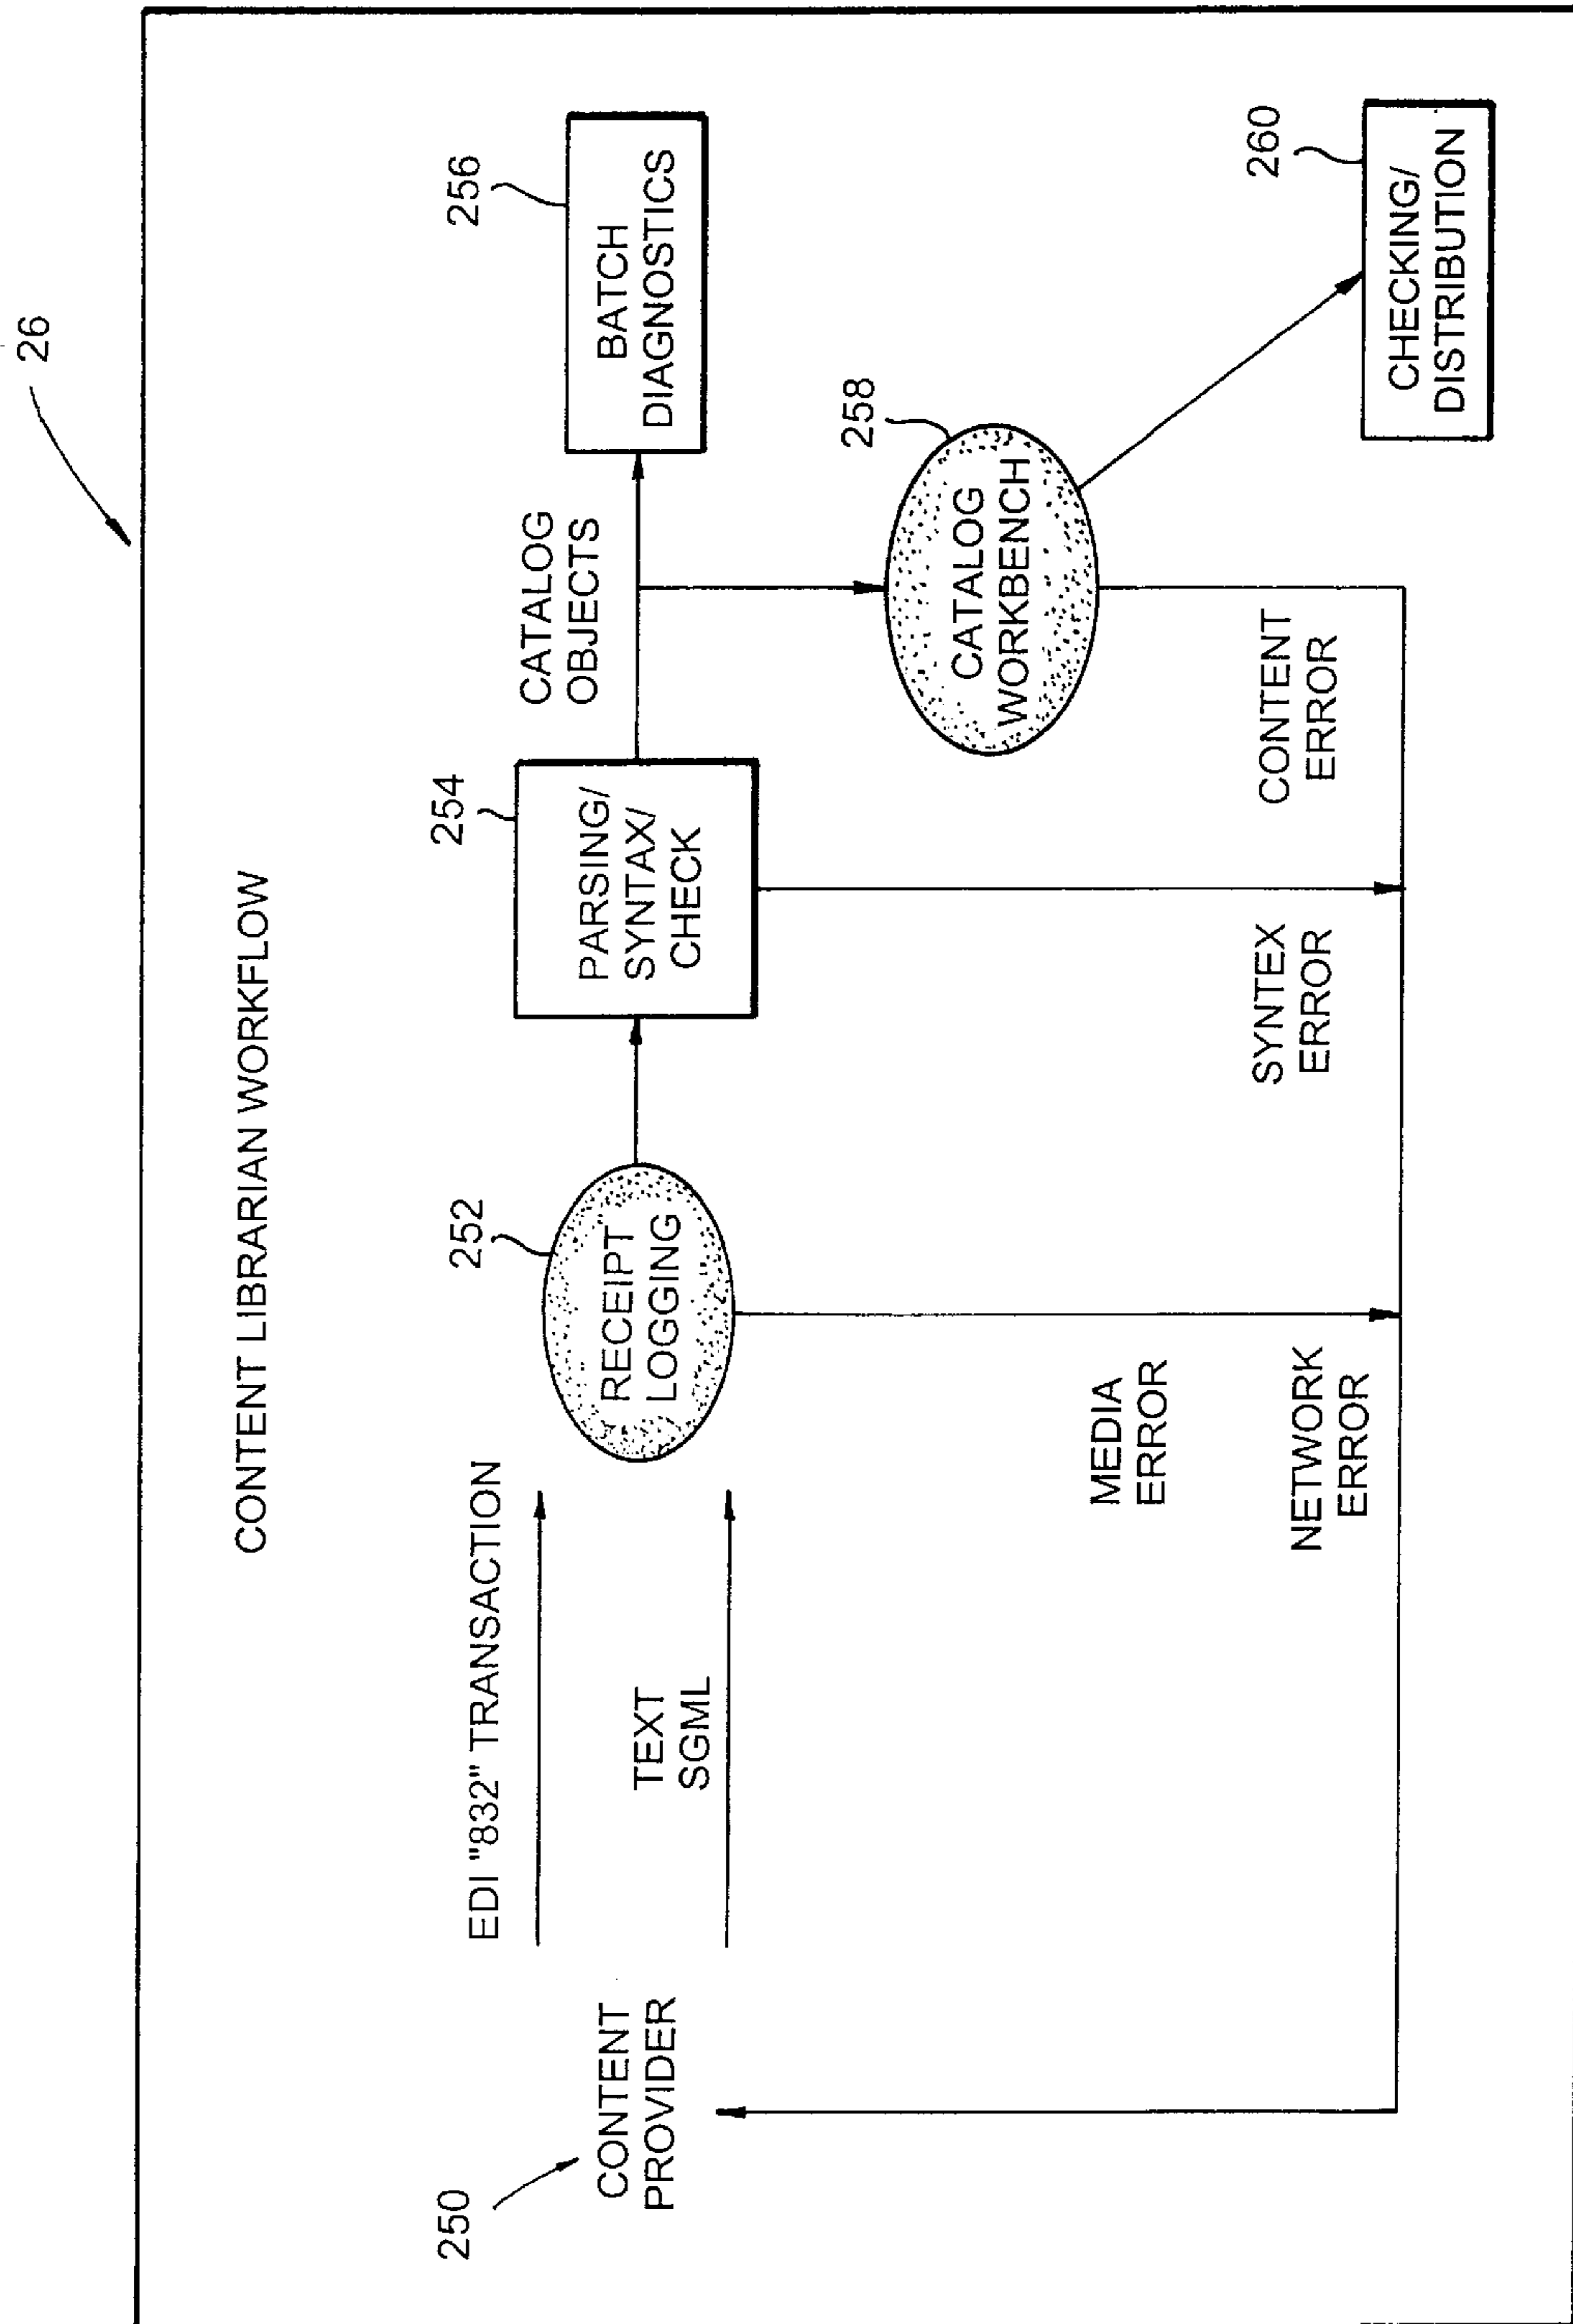 26
CONTENT LIBRARIAN WORKFLOW
250
CONTENT
PROVIDER
EDI "832" TRANSACTION
TEXT
SGML
252
RECEIPT
LOGGING
254
PARSING/
SYNTAX/
CHECK
CATALOG
OBJECTS
256
BATCH
DIAGNOSTICS
258
CATALOG
WORKBENCH
260
CHECKING/
DISTRIBUTION
MEDIA
ERROR
NETWORK
ERROR
SYNTEX
ERROR
CONTENT
ERROR